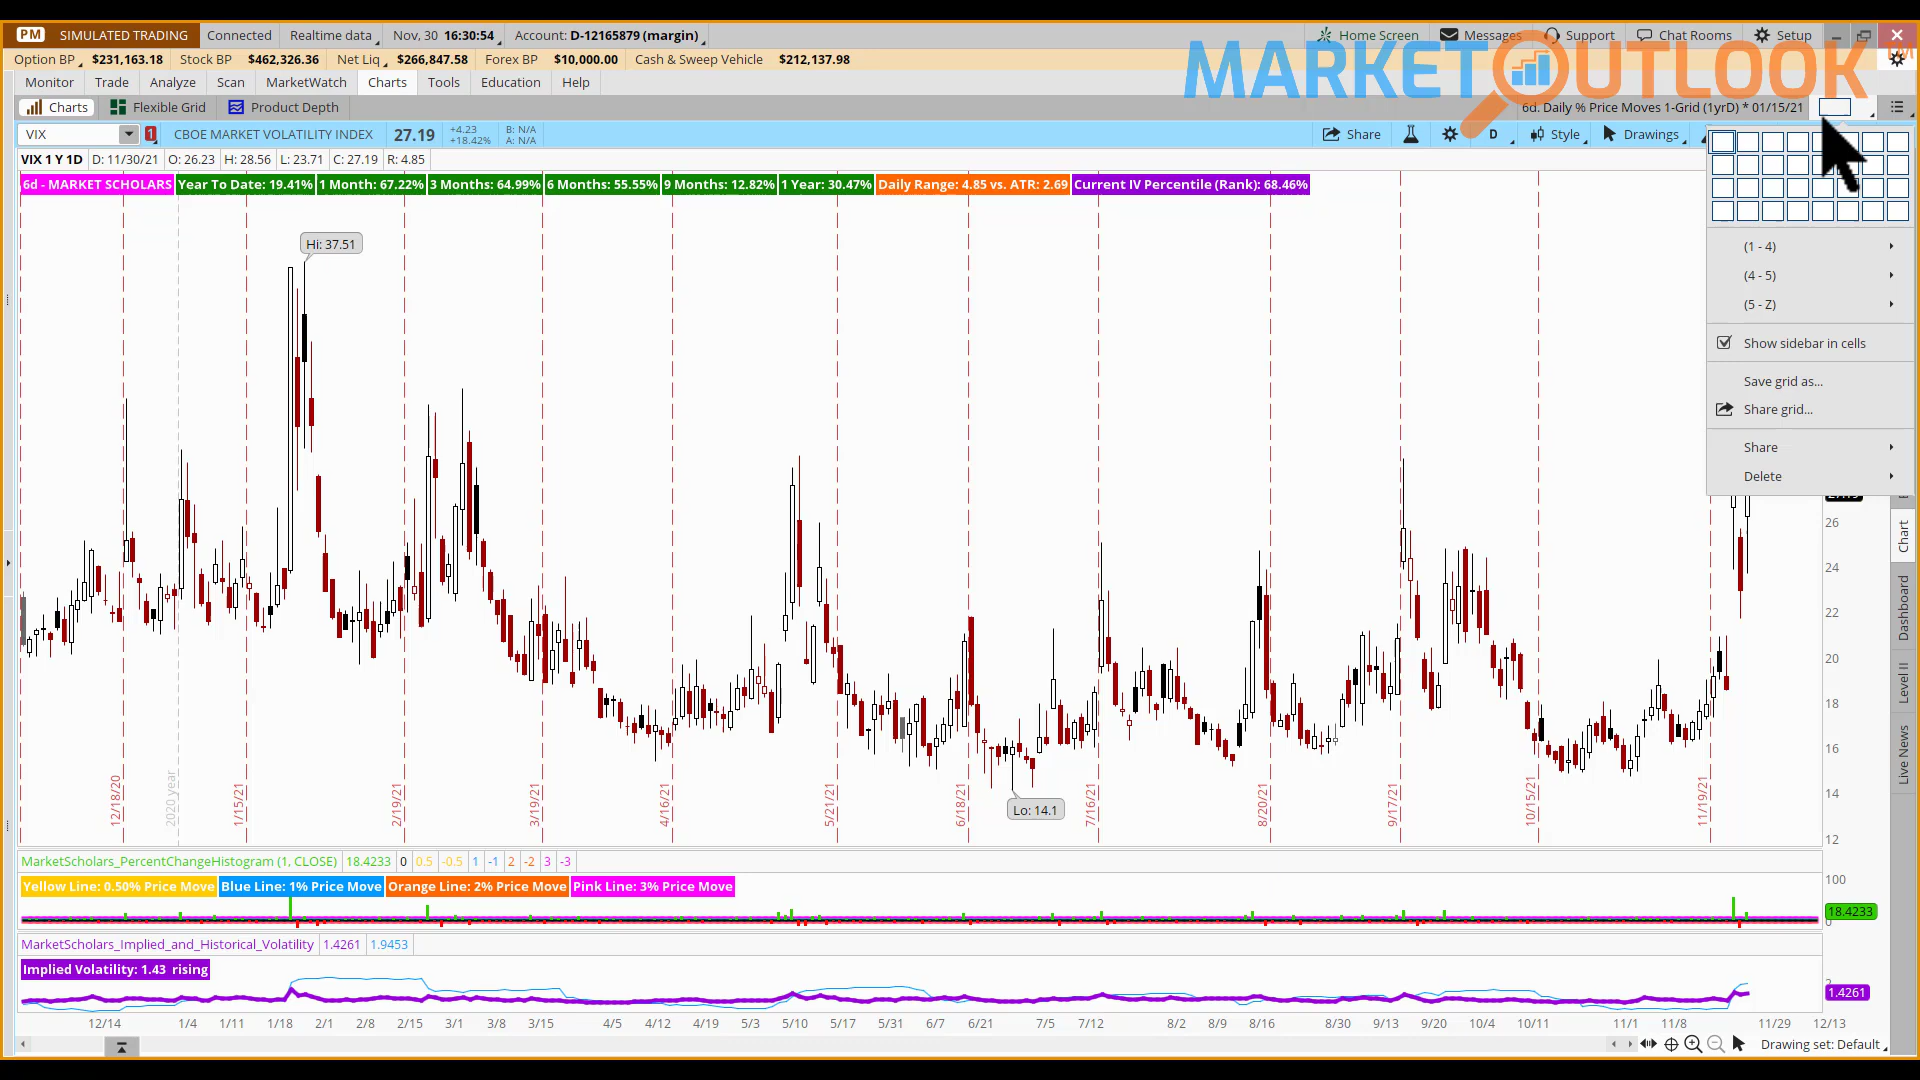 PM SIMULATED TRADING Connected Realtime data Nov, 30 16:30:54 Account: D-12165879 (margin) Home Screen Messages Support Chat Rooms Setup
Option BP $231,163.18 Stock BP $462,326.36 Net Liq $266,847.58 Forex BP $10,000.00 Cash & Sweep Vehicle $212,137.98
MARKET OUTLOOK TM
Monitor Trade Analyze Scan MarketWatch Charts Tools Education Help
Charts Flexible Grid Product Depth 6d. Daily % Price Moves 1-Grid (1yrD) * 01/15/21
VIX 1 CBOE MARKET VOLATILITY INDEX 27.19 +4.23 +18.42% B: N/A A: N/A Share D Style Drawings
VIX 1 Y 1D D: 11/30/21 O: 26.23 H: 28.56 L: 23.71 C: 27.19 R: 4.85
6d - MARKET SCHOLARS Year To Date: 19.41% 1 Month: 67.22% 3 Months: 64.99% 6 Months: 55.55% 9 Months: 12.82% 1 Year: 30.47% Daily Range: 4.85 vs. ATR: 2.69 Current IV Percentile (Rank): 68.46%
(1 - 4)
(4 - 5)
(5 - Z)
Show sidebar in cells
Save grid as...
Share grid...
Share
Delete
Hi: 37.51
Lo: 14.1
26
24
22
20
18
16
14
12
Chart
Dashboard
Level II
Live News
12/18/20 2020 year 1/15/21 2/19/21 3/19/21 4/16/21 5/21/21 6/18/21 7/16/21 8/20/21 9/17/21 10/15/21 11/19/21
MarketScholars_PercentChangeHistogram (1, CLOSE) 18.4233 0 0.5 -0.5 1 -1 2 -2 3 -3
Yellow Line: 0.50% Price Move Blue Line: 1% Price Move Orange Line: 2% Price Move Pink Line: 3% Price Move
100
18.4233
MarketScholars_Implied_and_Historical_Volatility 1.4261 1.9453
Implied Volatility: 1.43 rising
1.4261
12/14 1/4 1/11 1/18 2/1 2/8 2/15 3/1 3/8 3/15 4/5 4/12 4/19 5/3 5/10 5/17 5/31 6/7 6/21 7/5 7/12 8/2 8/9 8/16 8/30 9/13 9/20 10/4 10/11 11/1 11/8 11/29 12/13
Drawing set: Default